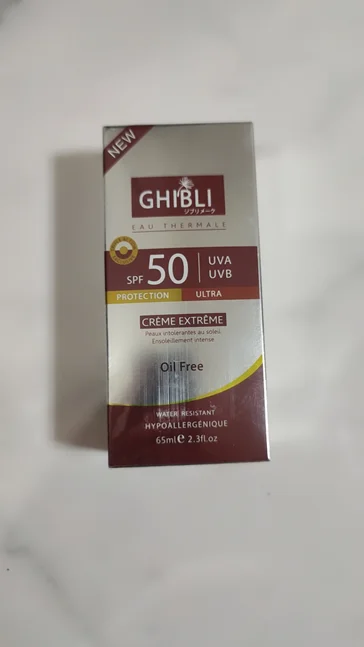 NEW
GHIBLI
ジブリメーケ
EAU THERMALE
SPF 50 UVA
UVB
PROTECTION ULTRA
CRÈME EXTRÊME
Peaux intolérantes au soleil
Ensoleillement intense
Oil Free
WATER RESISTANT
HYPOALLERGÉNIQUE
65ml e 2.3fl.oz